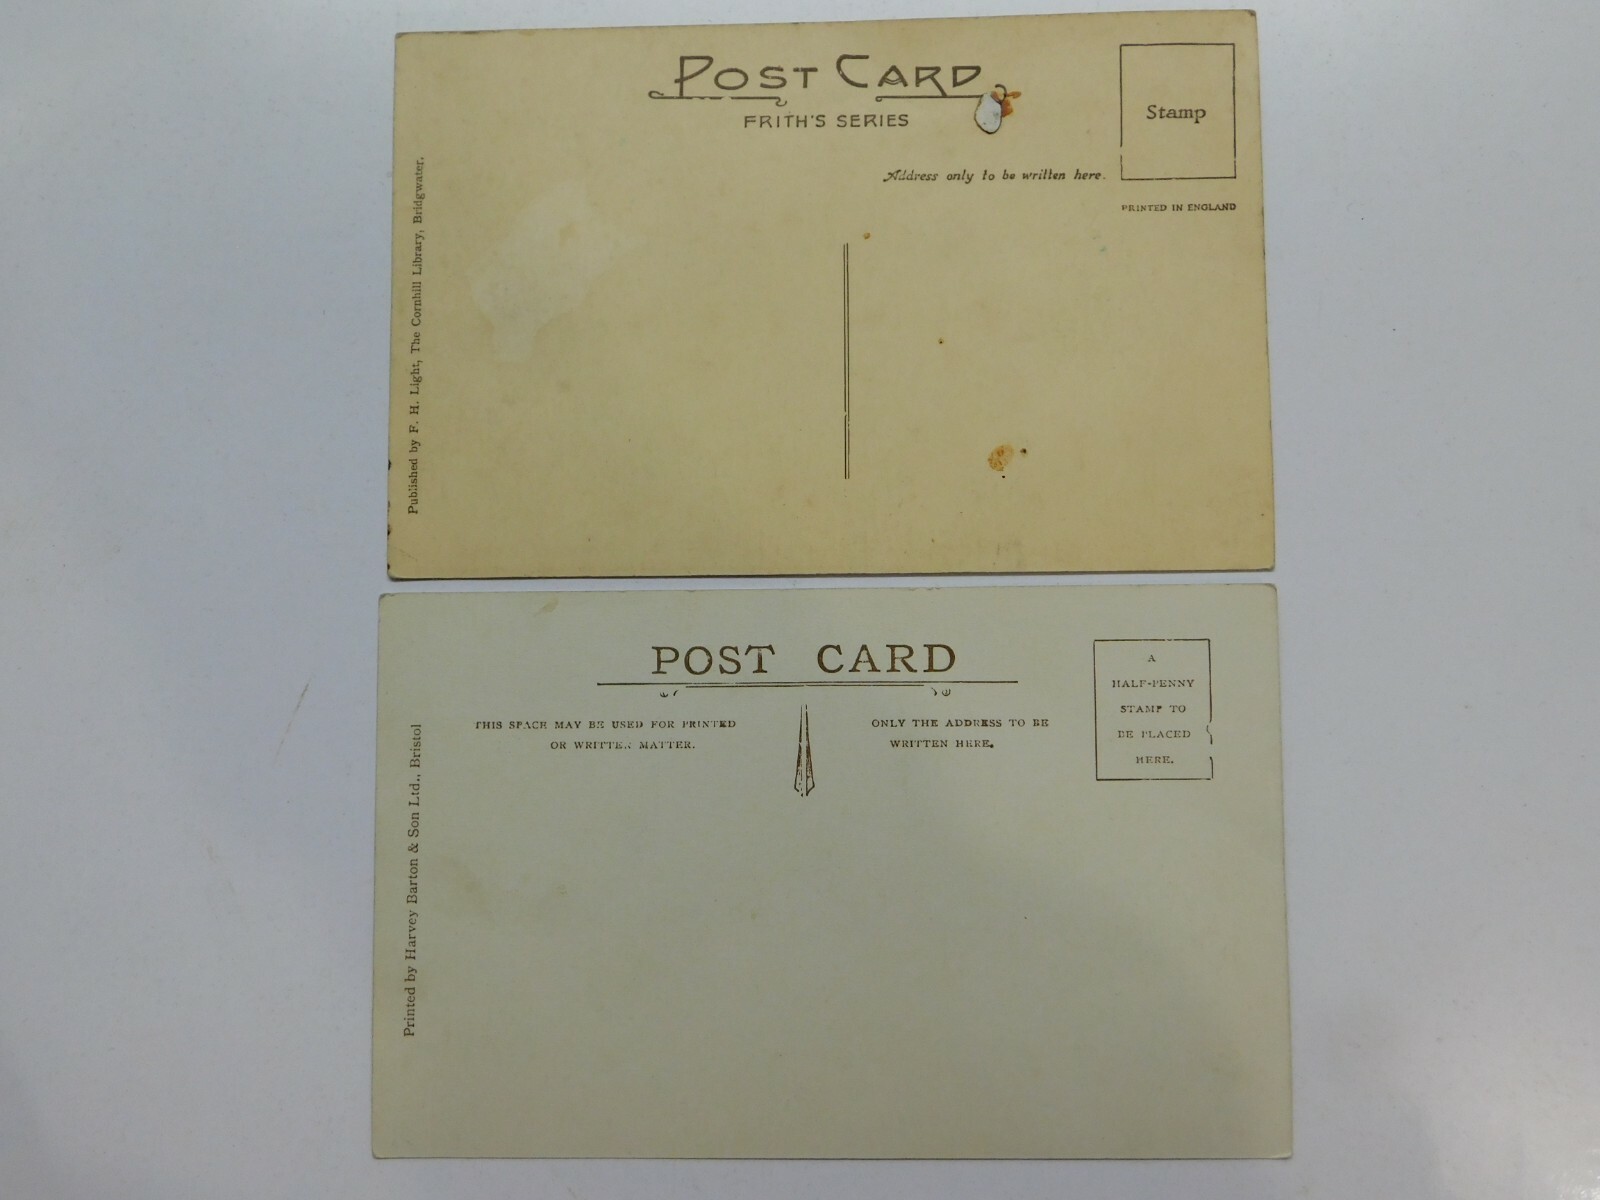 POST CARD
FRITH'S SERIES
Stamp
Address only to be written here.
PRINTED IN ENGLAND
Published by F. H. Light, The Cornhill Library, Bridgwater.
POST CARD
THIS SPACE MAY BE USED FOR PRINTED
OR WRITTEN MATTER.
ONLY THE ADDRESS TO BE
WRITTEN HERE.
A
HALF-PENNY
STAMP TO
BE PLACED
HERE.
Printed by Harvey Barton & Son Ltd., Bristol